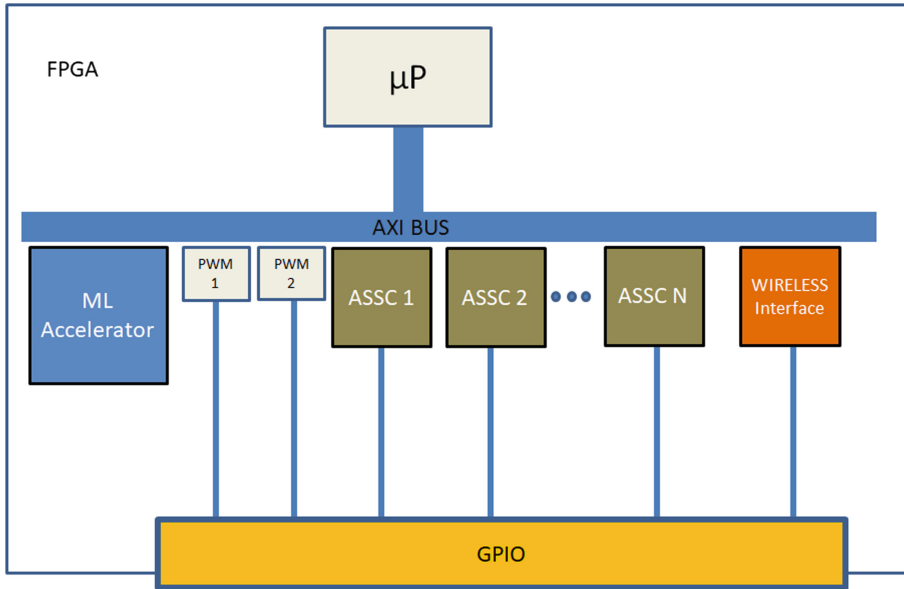 FPGA
µP
AXI BUS
ML
Accelerator
PWM
1
PWM
2
ASSC 1
ASSC 2
ASSC N
WIRELESS
Interface
GPIO